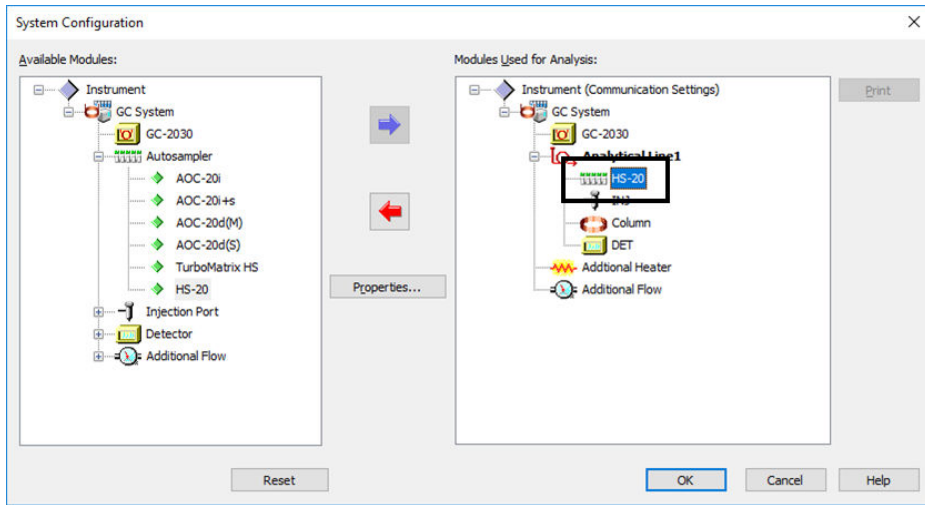 System Configuration
Available Modules:
Instrument
GC System
GC-2030
Autosampler
AOC-20i
AOC-20i+s
AOC-20d(M)
AOC-20d(S)
TurboMatrix HS
HS-20
Injection Port
Detector
Additional Flow
Properties...
Modules Used for Analysis:
Instrument (Communication Settings)
GC System
GC-2030
Analytical Line1
HS-20
INJ
Column
DET
Addtional Heater
Additional Flow
Print
Reset
OK
Cancel
Help